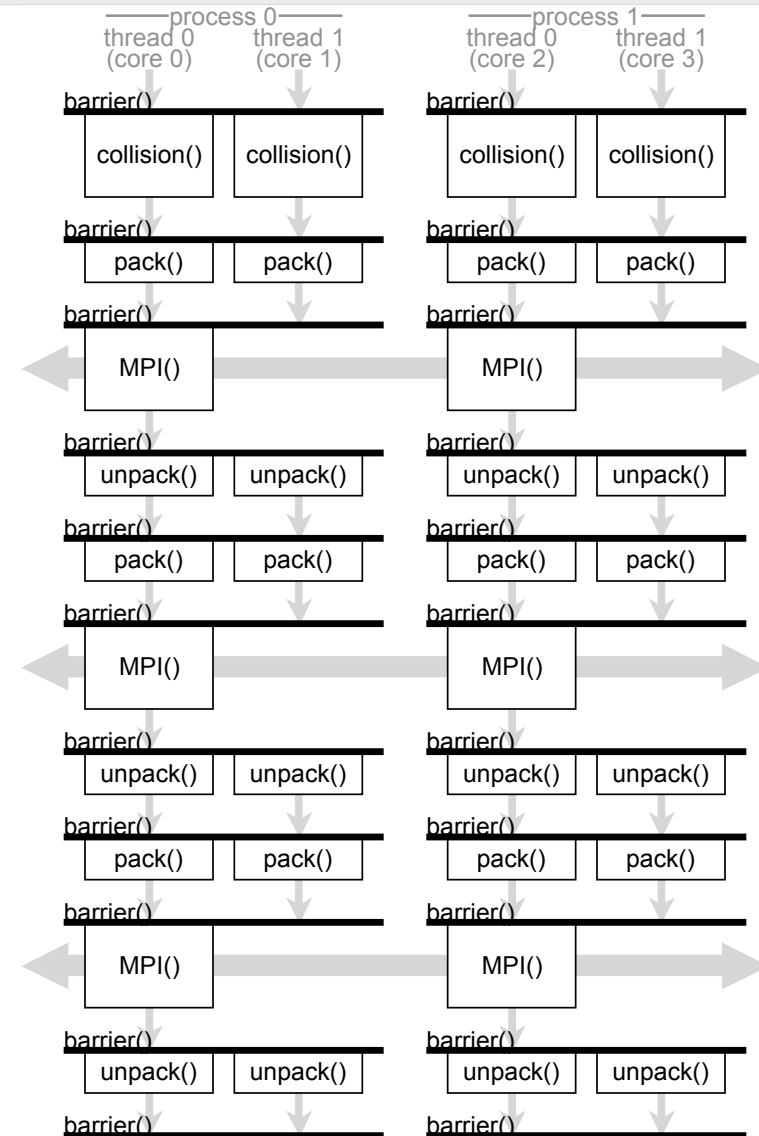 process 0 process 1
thread 0 thread 1 thread 0 thread 1
(core 0) (core 1) (core 2) (core 3)
barrier() barrier()
collision() collision() collision() collision()
barrier() barrier()
pack() pack() pack() pack()
barrier() barrier()
MPI() MPI()
barrier() barrier()
unpack() unpack() unpack() unpack()
barrier() barrier()
pack() pack() pack() pack()
barrier() barrier()
MPI() MPI()
barrier() barrier()
unpack() unpack() unpack() unpack()
barrier() barrier()
pack() pack() pack() pack()
barrier() barrier()
MPI() MPI()
barrier() barrier()
unpack() unpack() unpack() unpack()
barrier() barrier()